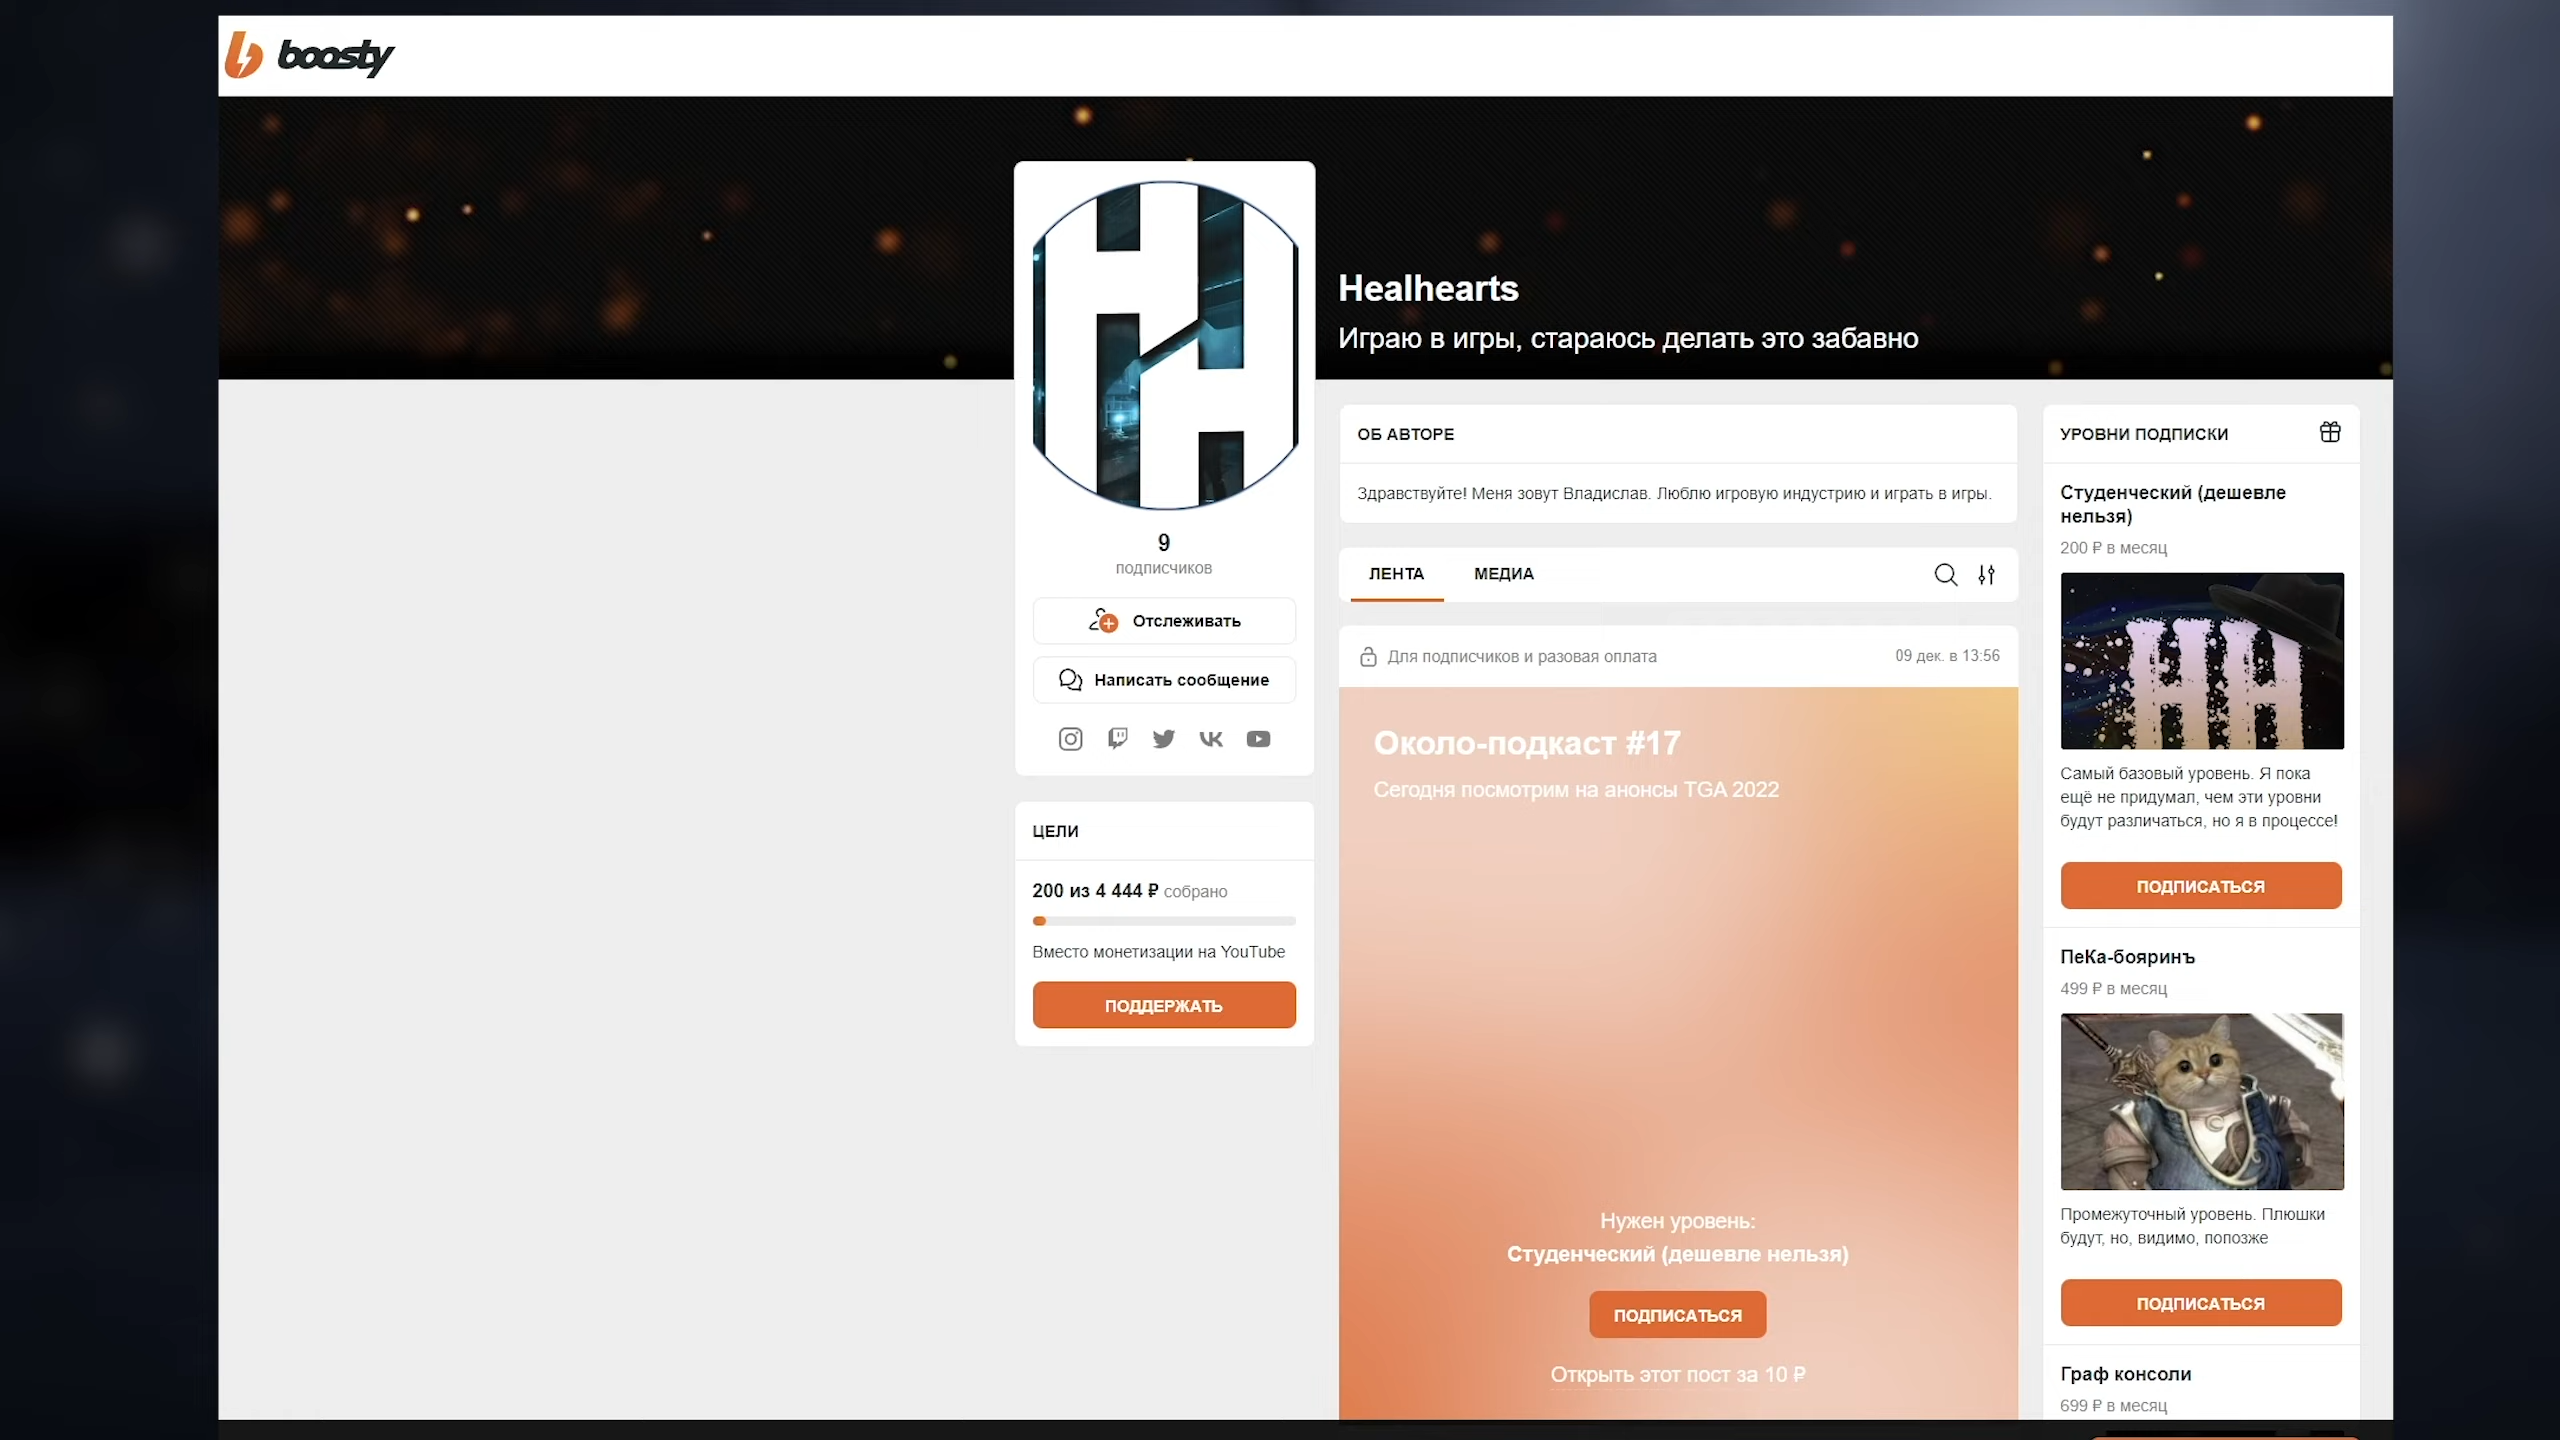 boosty
Healhearts
Играю в игры, стараюсь делать это забавно
9
подписчиков
Отслеживать
Написать сообщение
ЦЕЛИ
200 из 4 444 ₽ собрано
Вместо монетизации на YouTube
ПОДДЕРЖАТЬ
ОБ АВТОРЕ
Здравствуйте! Меня зовут Владислав. Люблю игровую индустрию и играть в игры.
ЛЕНТА
МЕДИА
Для подписчиков и разовая оплата
09 дек. в 13:56
Около-подкаст #17
Сегодня посмотрим на анонсы TGA 2022
Нужен уровень:
Студенческий (дешевле нельзя)
ПОДПИСАТЬСЯ
Открыть этот пост за 10 ₽
УРОВНИ ПОДПИСКИ
Студенческий (дешевле
нельзя)
200 ₽ в месяц
HH
Самый базовый уровень. Я пока
ещё не придумал, чем эти уровни
будут различаться, но я в процессе!
ПОДПИСАТЬСЯ
ПеКа-бояринъ
499 ₽ в месяц
Промежуточный уровень. Плюшки
будут, но, видимо, попозже
ПОДПИСАТЬСЯ
Граф консоли
699 ₽ в месяц